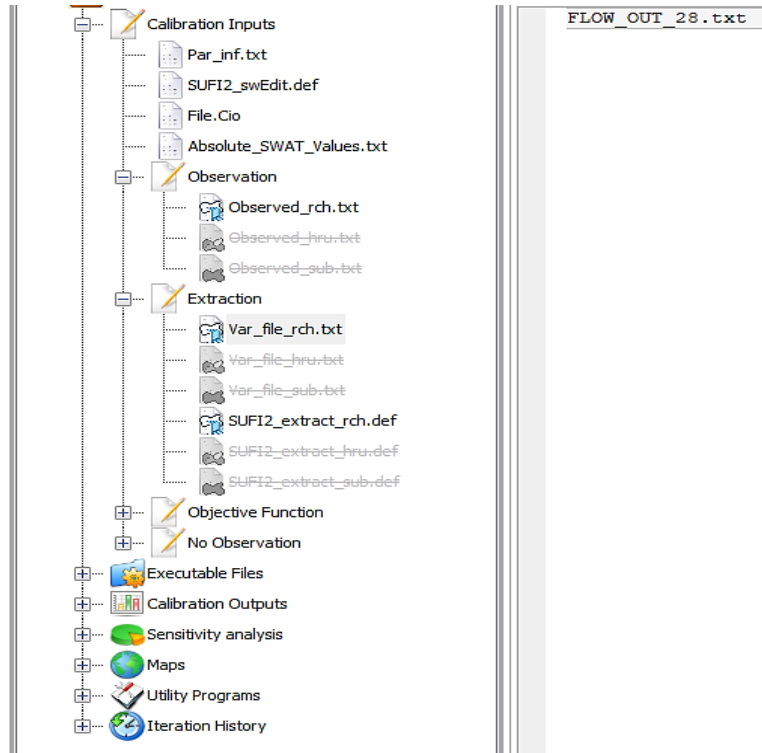 Calibration Inputs
Par_inf.txt
SUFI2_swEdit.def
File.Cio
Absolute_SWAT_Values.txt
Observation
Observed_rch.txt
Observed_hru.txt
Observed_sub.txt
Extraction
Var_file_rch.txt
Var_file_hru.txt
Var_file_sub.txt
SUFI2_extract_rch.def
SUFI2_extract_hru.def
SUFI2_extract_sub.def
Objective Function
No Observation
Executable Files
Calibration Outputs
Sensitivity analysis
Maps
Utility Programs
Iteration History
FLOW_OUT_28.txt